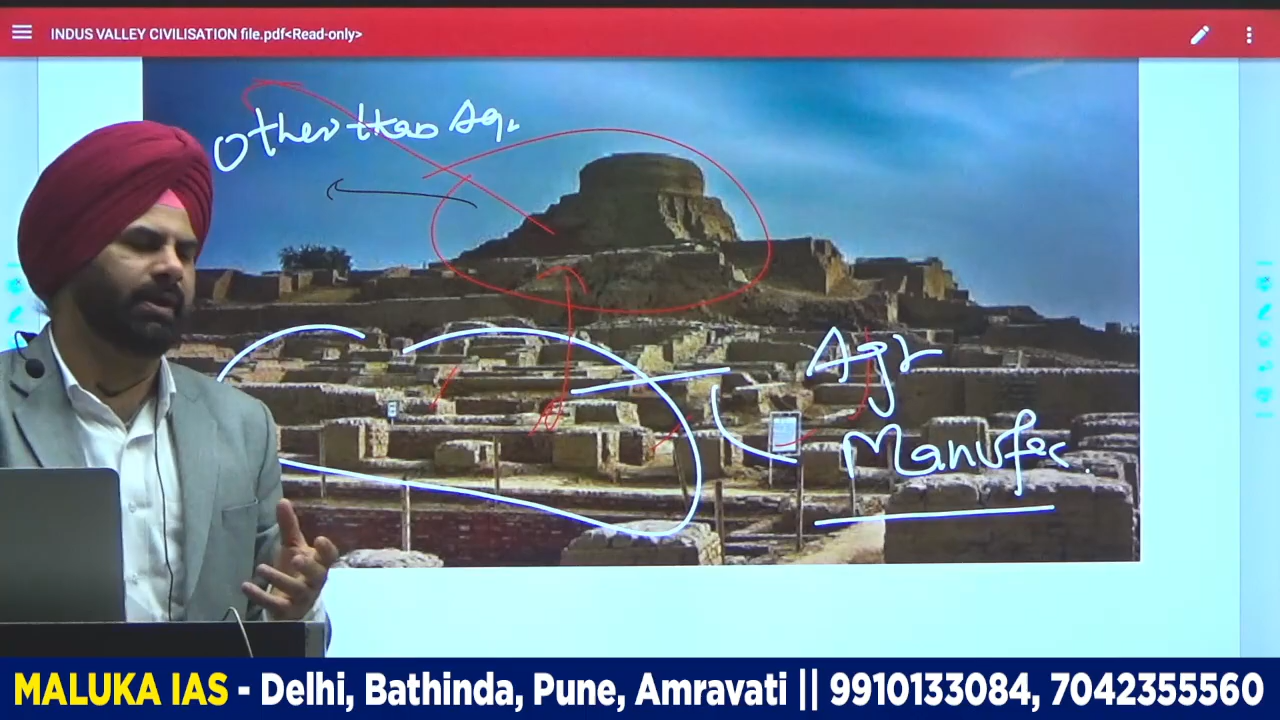 INDUS VALLEY CIVILISATION file.pdf<Read-only>
Other than Agr
Agr
Manufac.
MALUKA IAS - Delhi, Bathinda, Pune, Amravati || 9910133084, 7042355560